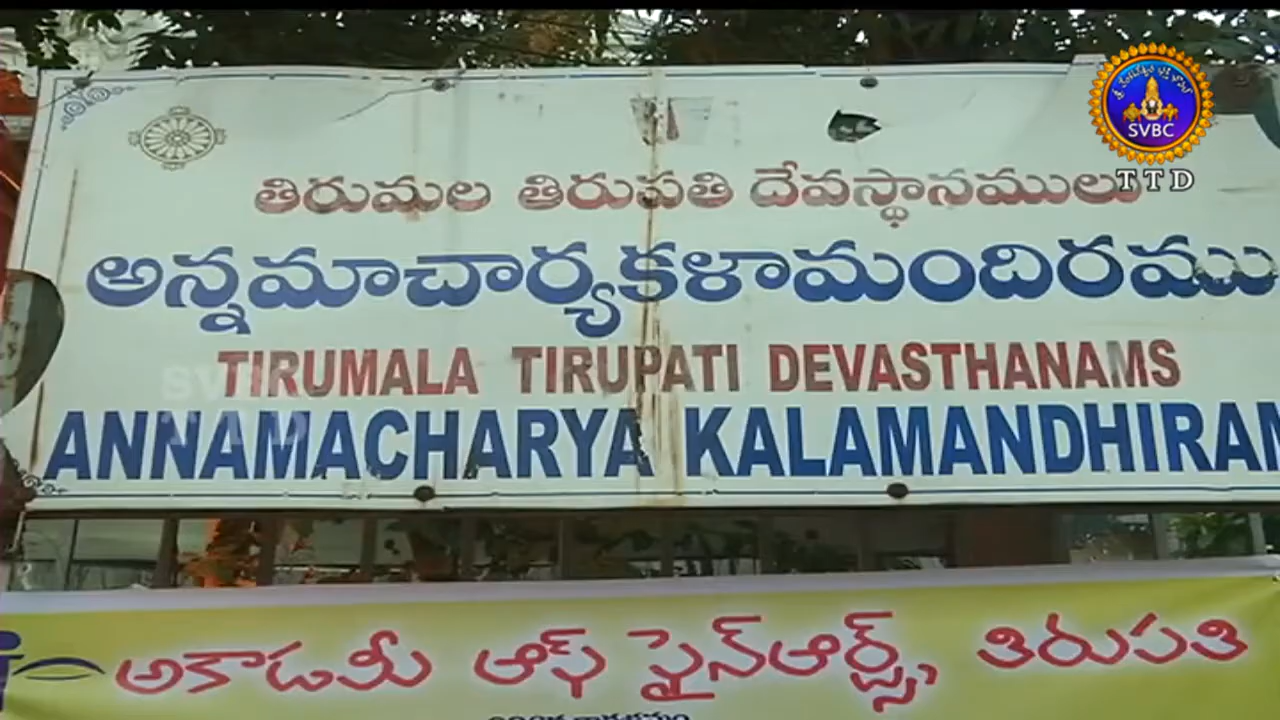 తిరుమల తిరుపతి దేవస్థానములు
అన్నమాచార్యకళామందిరము
TIRUMALA TIRUPATI DEVASTHANAMS
ANNAMACHARYA KALAMANDHIRAM
అకాడమీ ఆఫ్ ఫైన్ఆర్ట్స్, తిరుపతి
SVBC
TTD